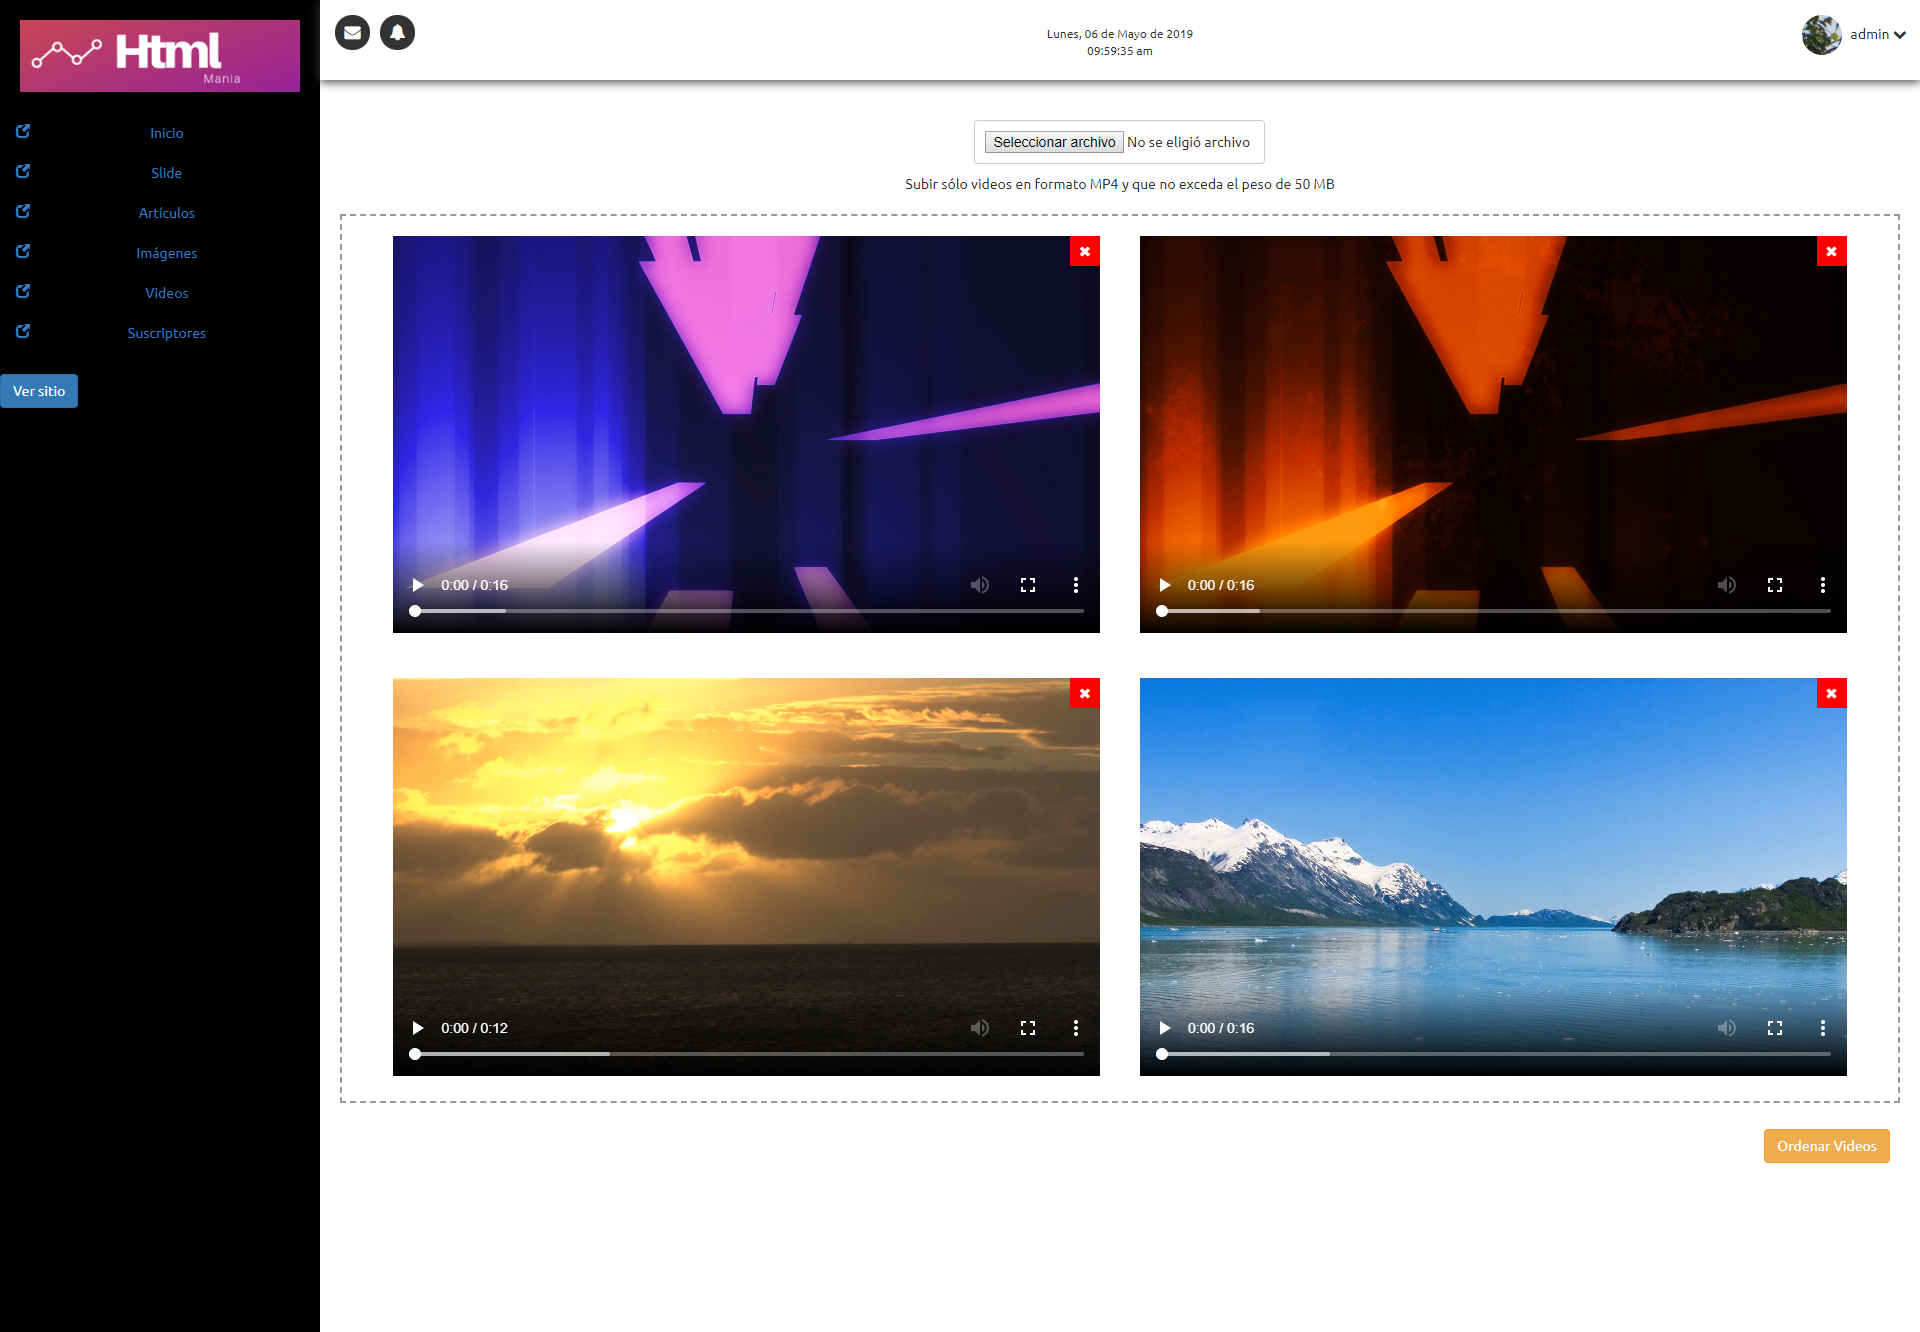 Html
Mania
Inicio
Slide
Artículos
Imágenes
Videos
Suscriptores
Ver sitio
Lunes, 06 de Mayo de 2019
09:59:35 am
admin
Seleccionar archivo No se eligió archivo
Subir sólo videos en formato MP4 y que no exceda el peso de 50 MB
0:00 / 0:16
0:00 / 0:16
0:00 / 0:12
0:00 / 0:16
Ordenar Videos